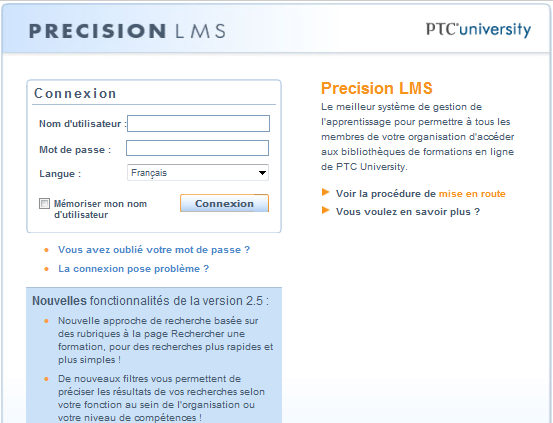 PRECISION LMS
PTC university
Connexion
Nom d'utilisateur :
Mot de passe :
Langue :
Français
Mémoriser mon nom
d'utilisateur
Connexion
Vous avez oublié votre mot de passe ?
La connexion pose problème ?
Nouvelles fonctionnalités de la version 2.5 :
Nouvelle approche de recherche basée sur
des rubriques à la page Rechercher une
formation, pour des recherches plus rapides et
plus simples !
De nouveaux filtres vous permettent de
préciser les résultats de vos recherches selon
votre fonction au sein de l'organisation ou
votre niveau de compétences !
Precision LMS
Le meilleur système de gestion de
l'apprentissage pour permettre à tous les
membres de votre organisation d'accéder
aux bibliothèques de formations en ligne
de PTC University.
Voir la procédure de mise en route
Vous voulez en savoir plus ?